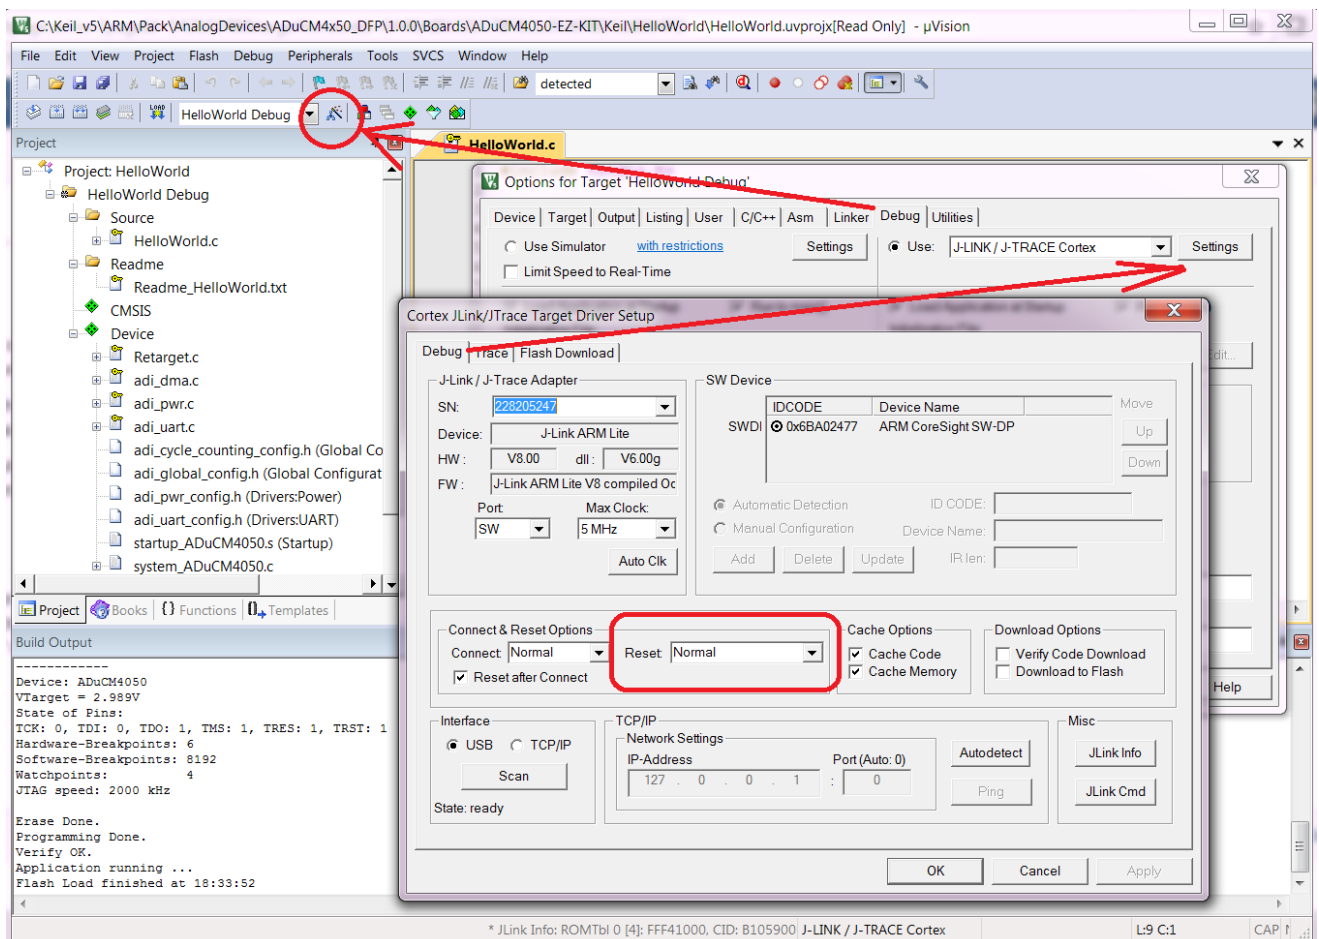 C:\Keil_v5\ARM\Pack\AnalogDevices\ADuCM4x50_DFP\1.0.0\Boards\ADuCM4050-EZ-KIT\Keil\HelloWorld\HelloWorld.uvprojx[Read Only] - µVision
File Edit View Project Flash Debug Peripherals Tools SVCS Window Help
detected
LOAD HelloWorld Debug
Project
HelloWorld.c
Project: HelloWorld
HelloWorld Debug
Source
HelloWorld.c
Readme
Readme_HelloWorld.txt
CMSIS
Device
Retarget.c
adi_dma.c
adi_pwr.c
adi_uart.c
adi_cycle_counting_config.h (Global Co
adi_global_config.h (Global Configurat
adi_pwr_config.h (Drivers:Power)
adi_uart_config.h (Drivers:UART)
startup_ADuCM4050.s (Startup)
system_ADuCM4050.c
Project Books {} Functions Templates
Options for Target 'HelloWorld Debug'
Device Target Output Listing User C/C++ Asm Linker Debug Utilities
Use Simulator with restrictions Settings Use: J-LINK / J-TRACE Cortex Settings
Limit Speed to Real-Time
Edit...
Help
Cortex JLink/JTrace Target Driver Setup
Debug Trace Flash Download
J-Link / J-Trace Adapter
SN: 228205247
Device: J-Link ARM Lite
HW : V8.00 dll : V6.00g
FW : J-Link ARM Lite V8 compiled Oc
Port: Max Clock:
SW 5 MHz
Auto Clk
SW Device
IDCODE Device Name Move
SWDI 0x6BA02477 ARM CoreSight SW-DP Up
Down
Automatic Detection ID CODE:
Manual Configuration Device Name:
Add Delete Update IR len:
Connect & Reset Options
Connect: Normal Reset: Normal
Reset after Connect
Cache Options
Cache Code
Cache Memory
Download Options
Verify Code Download
Download to Flash
Interface
USB TCP/IP
Scan
State: ready
TCP/IP
Network Settings
IP-Address Port (Auto: 0)
127 . 0 . 0 . 1 : 0
Autodetect
Ping
Misc
JLink Info
JLink Cmd
OK Cancel Apply
Build Output
------------
Device: ADuCM4050
VTarget = 2.989V
State of Pins:
TCK: 0, TDI: 0, TDO: 1, TMS: 1, TRES: 1, TRST: 1
Hardware-Breakpoints: 6
Software-Breakpoints: 8192
Watchpoints: 4
JTAG speed: 2000 kHz
Erase Done.
Programming Done.
Verify OK.
Application running ...
Flash Load finished at 18:33:52
* JLink Info: ROMTbl 0 [4]: FFF41000, CID: B105900 J-LINK / J-TRACE Cortex L:9 C:1 CAP